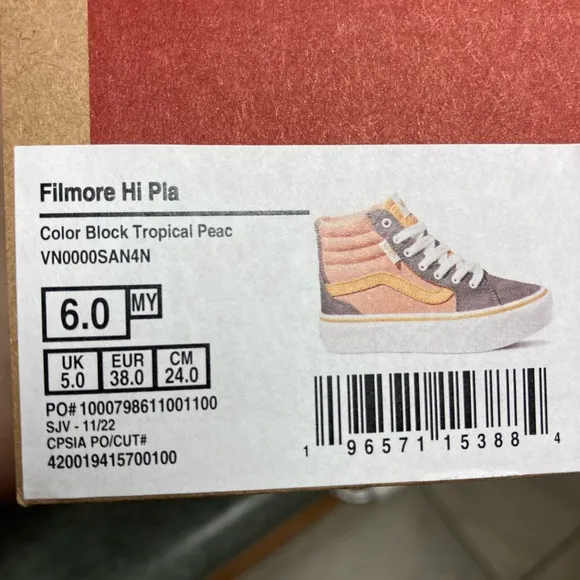 Filmore Hi Pla
Color Block Tropical Peac
VN0000SAN4N
6.0 MY
UK EUR CM
5.0 38.0 24.0
PO# 1000798611001100
SJV - 11/22
CPSIA PO/CUT#
420019415700100
1 96571 15388 4